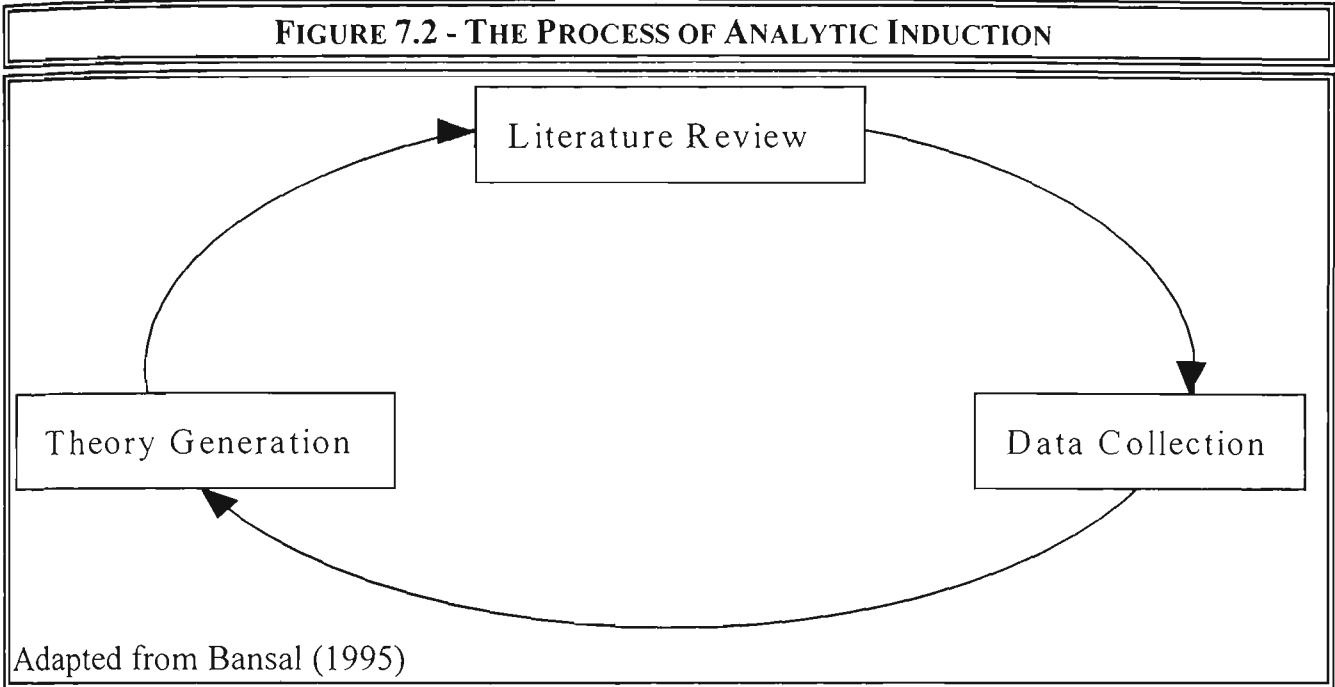 FIGURE 7.2 - THE PROCESS OF ANALYTIC INDUCTION
Literature Review
Theory Generation
Data Collection
Adapted from Bansal (1995)